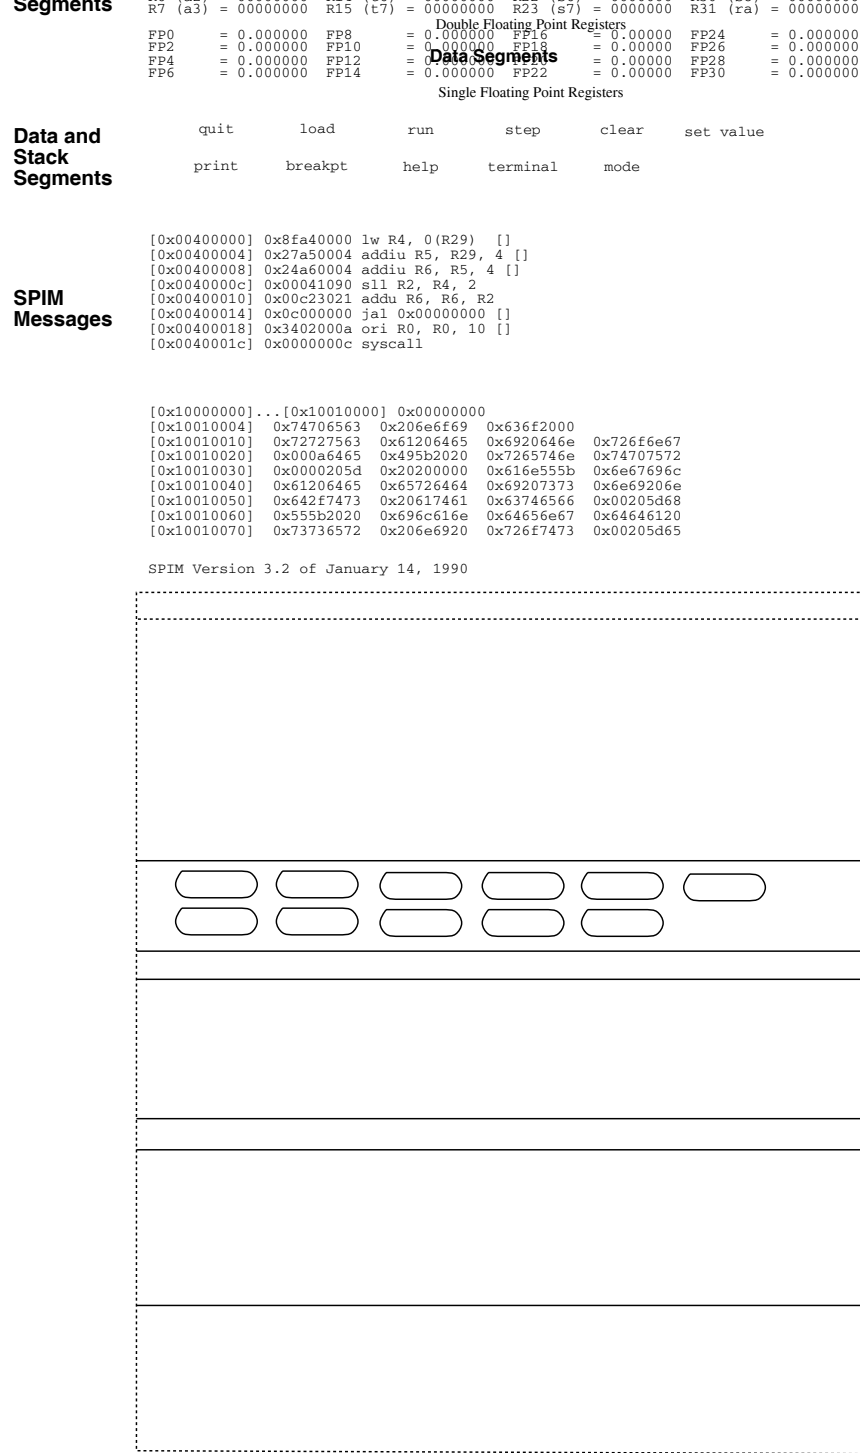 Segments
R7 (a3) = 00000000 R15 (t7) = 00000000 R23 (s7) = 0000000 R31 (ra) = 00000000
Double Floating Point Registers
FP0 = 0.000000 FP8 = 0.000000 FP16 = 0.00000 FP24 = 0.000000
FP2 = 0.000000 FP10 = 0.000000 FP18 = 0.00000 FP26 = 0.000000
Data Segments
FP4 = 0.000000 FP12 = 0.000000 FP20 = 0.00000 FP28 = 0.000000
FP6 = 0.000000 FP14 = 0.000000 FP22 = 0.00000 FP30 = 0.000000
Single Floating Point Registers
Data and
Stack
Segments
quit load run step clear set value
print breakpt help terminal mode
[0x00400000] 0x8fa40000 lw R4, 0(R29) []
[0x00400004] 0x27a50004 addiu R5, R29, 4 []
[0x00400008] 0x24a60004 addiu R6, R5, 4 []
[0x0040000c] 0x00041090 sll R2, R4, 2
[0x00400010] 0x00c23021 addu R6, R6, R2
[0x00400014] 0x0c000000 jal 0x00000000 []
[0x00400018] 0x3402000a ori R0, R0, 10 []
[0x0040001c] 0x0000000c syscall
SPIM
Messages
[0x10000000]...[0x10010000] 0x00000000
[0x10010004] 0x74706563 0x206e6f69 0x636f2000
[0x10010010] 0x72727563 0x61206465 0x6920646e 0x726f6e67
[0x10010020] 0x000a6465 0x495b2020 0x7265746e 0x74707572
[0x10010030] 0x0000205d 0x20200000 0x616e555b 0x6e67696c
[0x10010040] 0x61206465 0x65726464 0x69207373 0x6e69206e
[0x10010050] 0x642f7473 0x20617461 0x63746566 0x00205d68
[0x10010060] 0x555b2020 0x696c616e 0x64656e67 0x64646120
[0x10010070] 0x73736572 0x206e6920 0x726f7473 0x00205d65
SPIM Version 3.2 of January 14, 1990